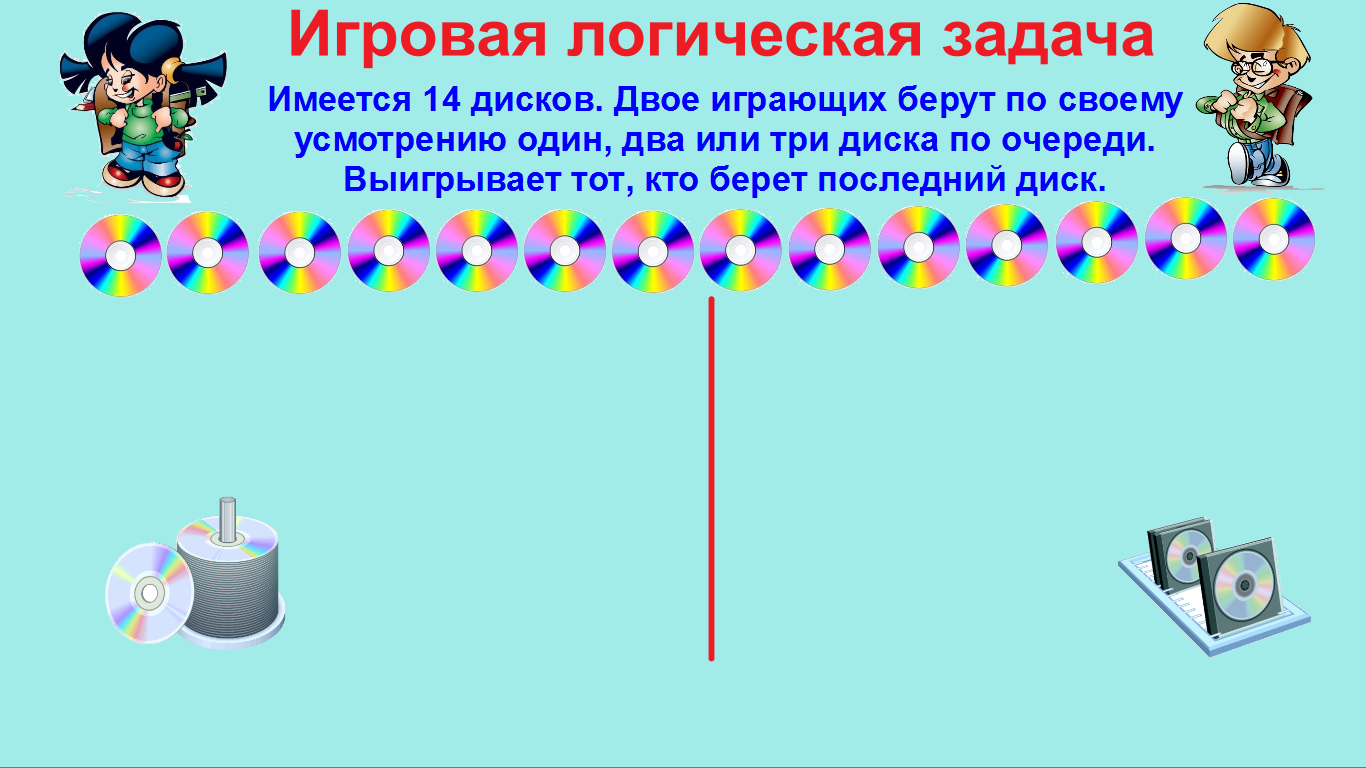 Игровая логическая задача
Имеется 14 дисков. Двое играющих берут по своему
усмотрению один, два или три диска по очереди.
Выигрывает тот, кто берет последний диск.